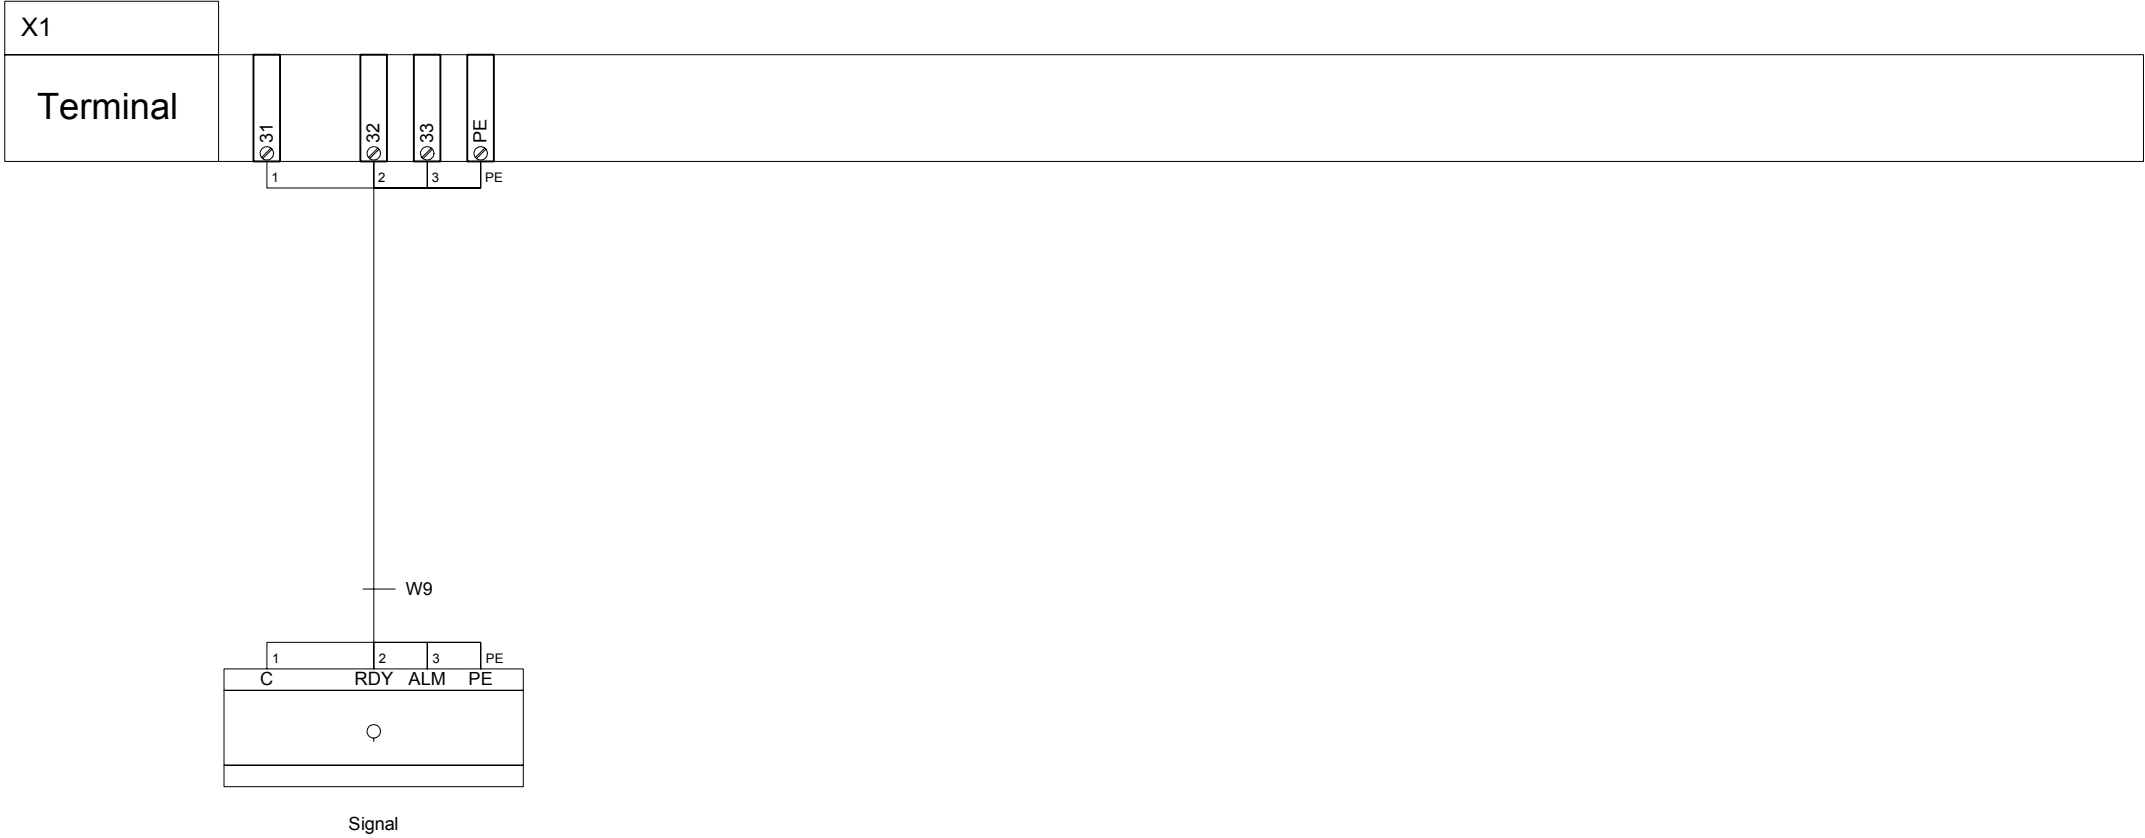 X1
Terminal
31 32 33 PE
1 2 3 PE
W9
1 2 3 PE
C RDY ALM PE
Signal